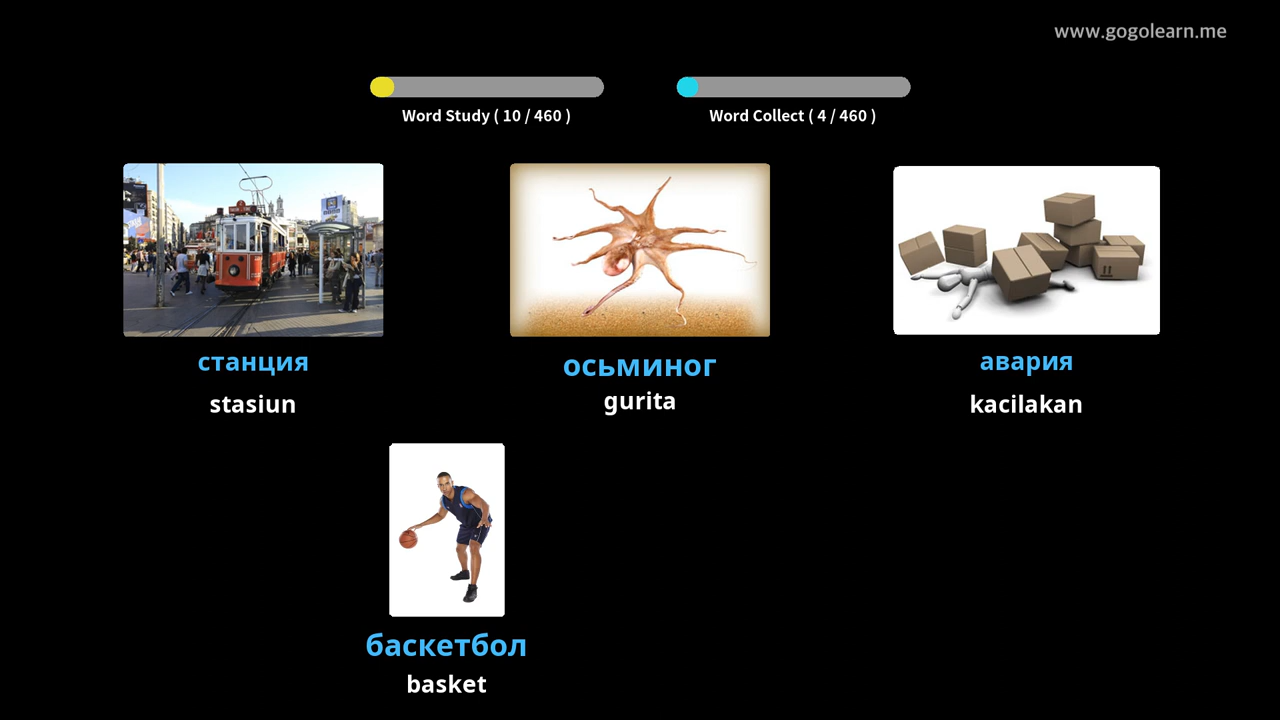 www.gogolearn.me
Word Study ( 10 / 460 )
Word Collect ( 4 / 460 )
станция
осьминог
авария
stasiun
gurita
kacilakan
баскетбол
basket